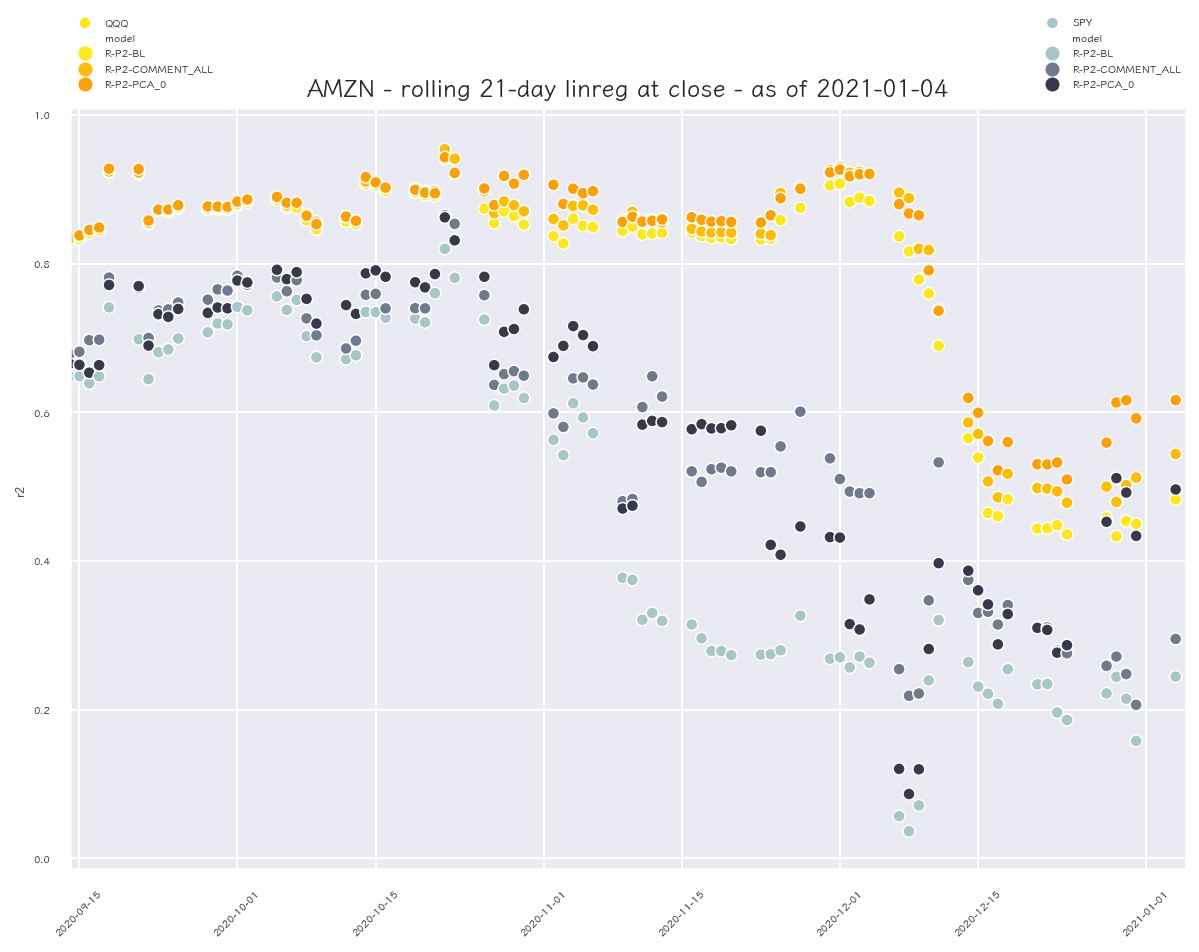 QQQ
model
R-P2-BL
R-P2-COMMENT_ALL
R-P2-PCA_0
SPY
model
R-P2-BL
R-P2-COMMENT_ALL
R-P2-PCA_0
AMZN - rolling 21-day linreg at close - as of 2021-01-04
1.0
0.8
0.6
r2
0.4
0.2
0.0
2020-09-15
2020-10-01
2020-10-15
2020-11-01
2020-11-15
2020-12-01
2020-12-15
2021-01-01